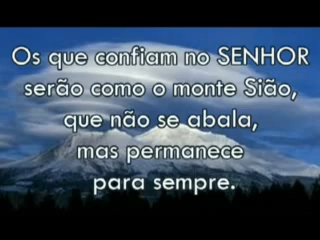 Os que confiam no SENHOR
serão como o monte Sião,
que não se abala,
mas permanece
para sempre.